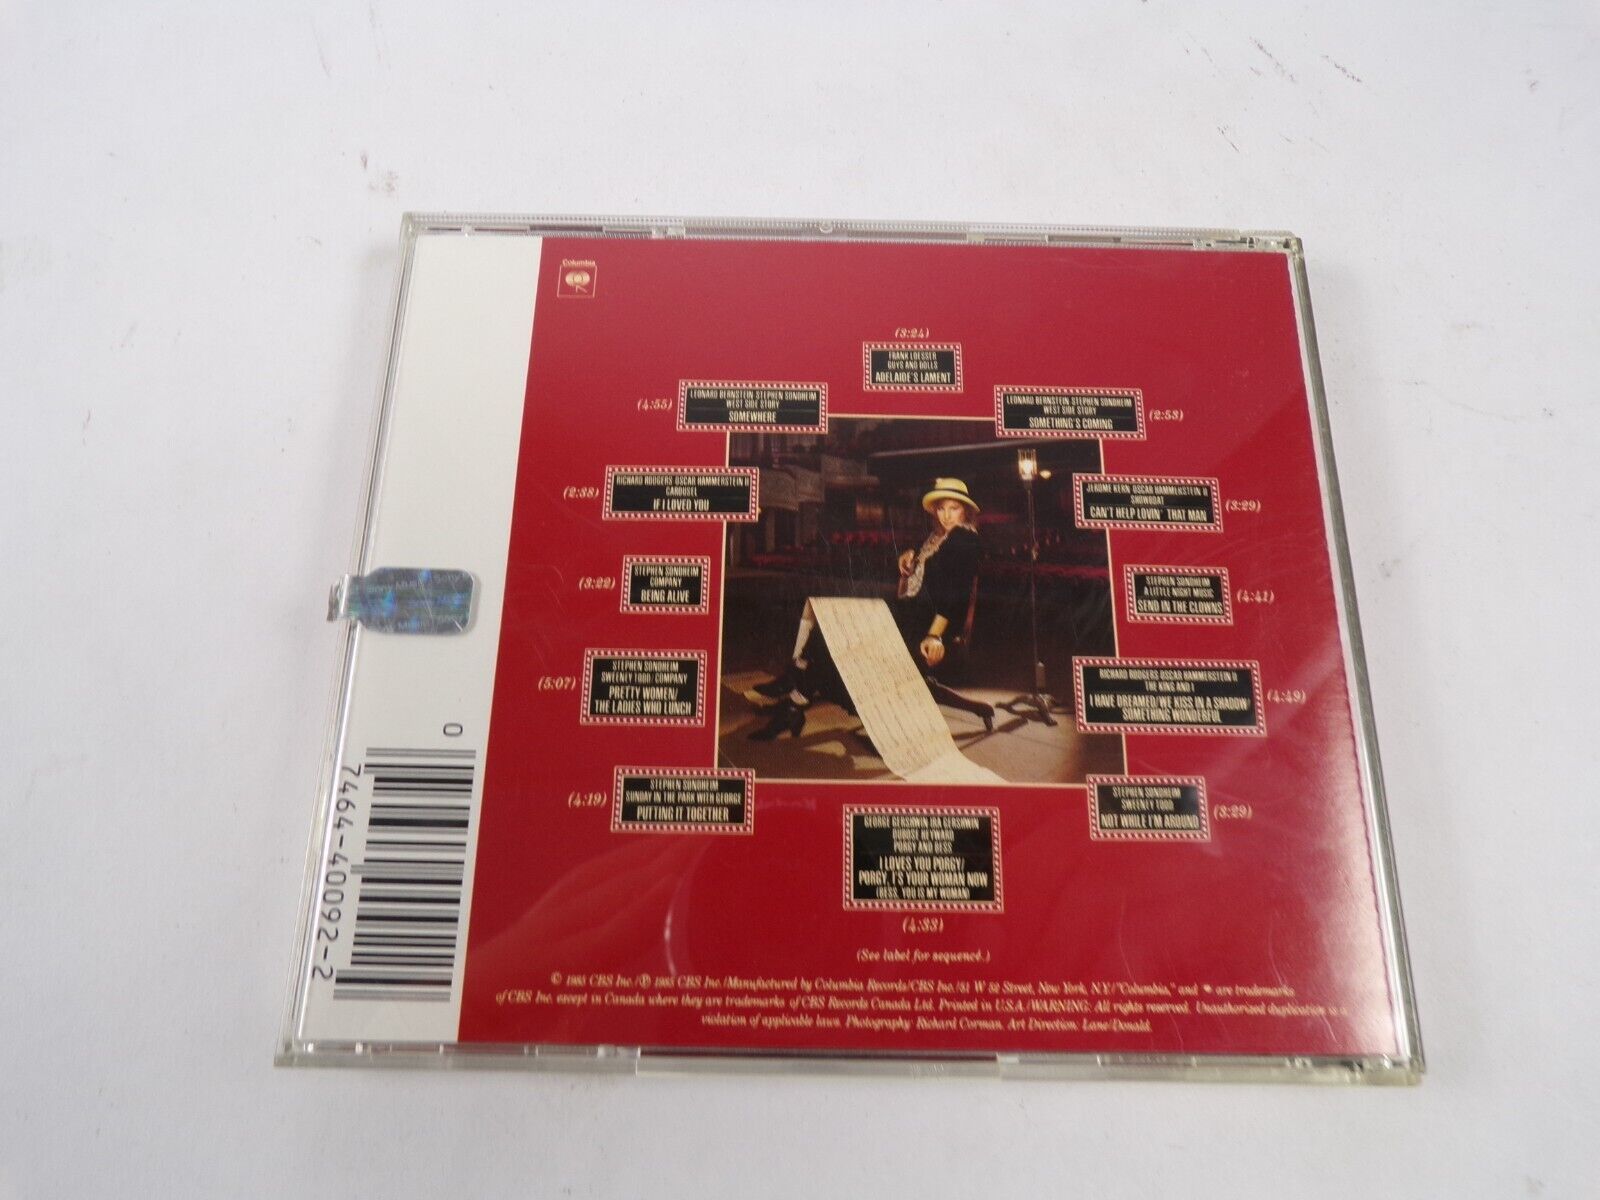 Columbia
(3:24)
FRANK LOESSER
GUYS AND DOLLS
ADELAIDE'S LAMENT
(4:55)
LEONARD BERNSTEIN STEPHEN SONDHEIM
WEST SIDE STORY
SOMEWHERE
LEONARD BERNSTEIN STEPHEN SONDHEIM
WEST SIDE STORY
SOMETHING'S COMING
(2:53)
(2:38)
RICHARD RODGERS OSCAR HAMMERSTEIN II
CAROUSEL
IF I LOVED YOU
JEROME KERN OSCAR HAMMERSTEIN II
SHOWBOAT
CAN'T HELP LOVIN' THAT MAN
(3:29)
(3:22)
STEPHEN SONDHEIM
COMPANY
BEING ALIVE
STEPHEN SONDHEIM
A LITTLE NIGHT MUSIC
SEND IN THE CLOWNS
(4:41)
(5:07)
STEPHEN SONDHEIM
SWEENEY TODD/COMPANY
PRETTY WOMEN/
THE LADIES WHO LUNCH
RICHARD RODGERS OSCAR HAMMERSTEIN II
THE KING AND I
I HAVE DREAMED/WE KISS IN A SHADOW
SOMETHING WONDERFUL
(4:49)
(4:19)
STEPHEN SONDHEIM
SUNDAY IN THE PARK WITH GEORGE
PUTTING IT TOGETHER
STEPHEN SONDHEIM
SWEENEY TODD
NOT WHILE I'M AROUND
(3:29)
GEORGE GERSHWIN IRA GERSHWIN
DUBOSE HEYWARD
PORGY AND BESS
I LOVES YOU PORGY/
PORGY, I'S YOUR WOMAN NOW
(BESS, YOU IS MY WOMAN)
(4:33)
(See label for sequence.)
© 1985 CBS Inc./℗ 1985 CBS Inc./Manufactured by Columbia Records/CBS Inc./51 W 52 Street, New York, N.Y./"Columbia," and are trademarks
of CBS Inc. except in Canada where they are trademarks of CBS Records Canada Ltd. Printed in U.S.A./WARNING: All rights reserved. Unauthorized duplication is a
violation of applicable laws. Photography: Richard Corman. Art Direction: Lane/Donald.
0 7464-40092-2